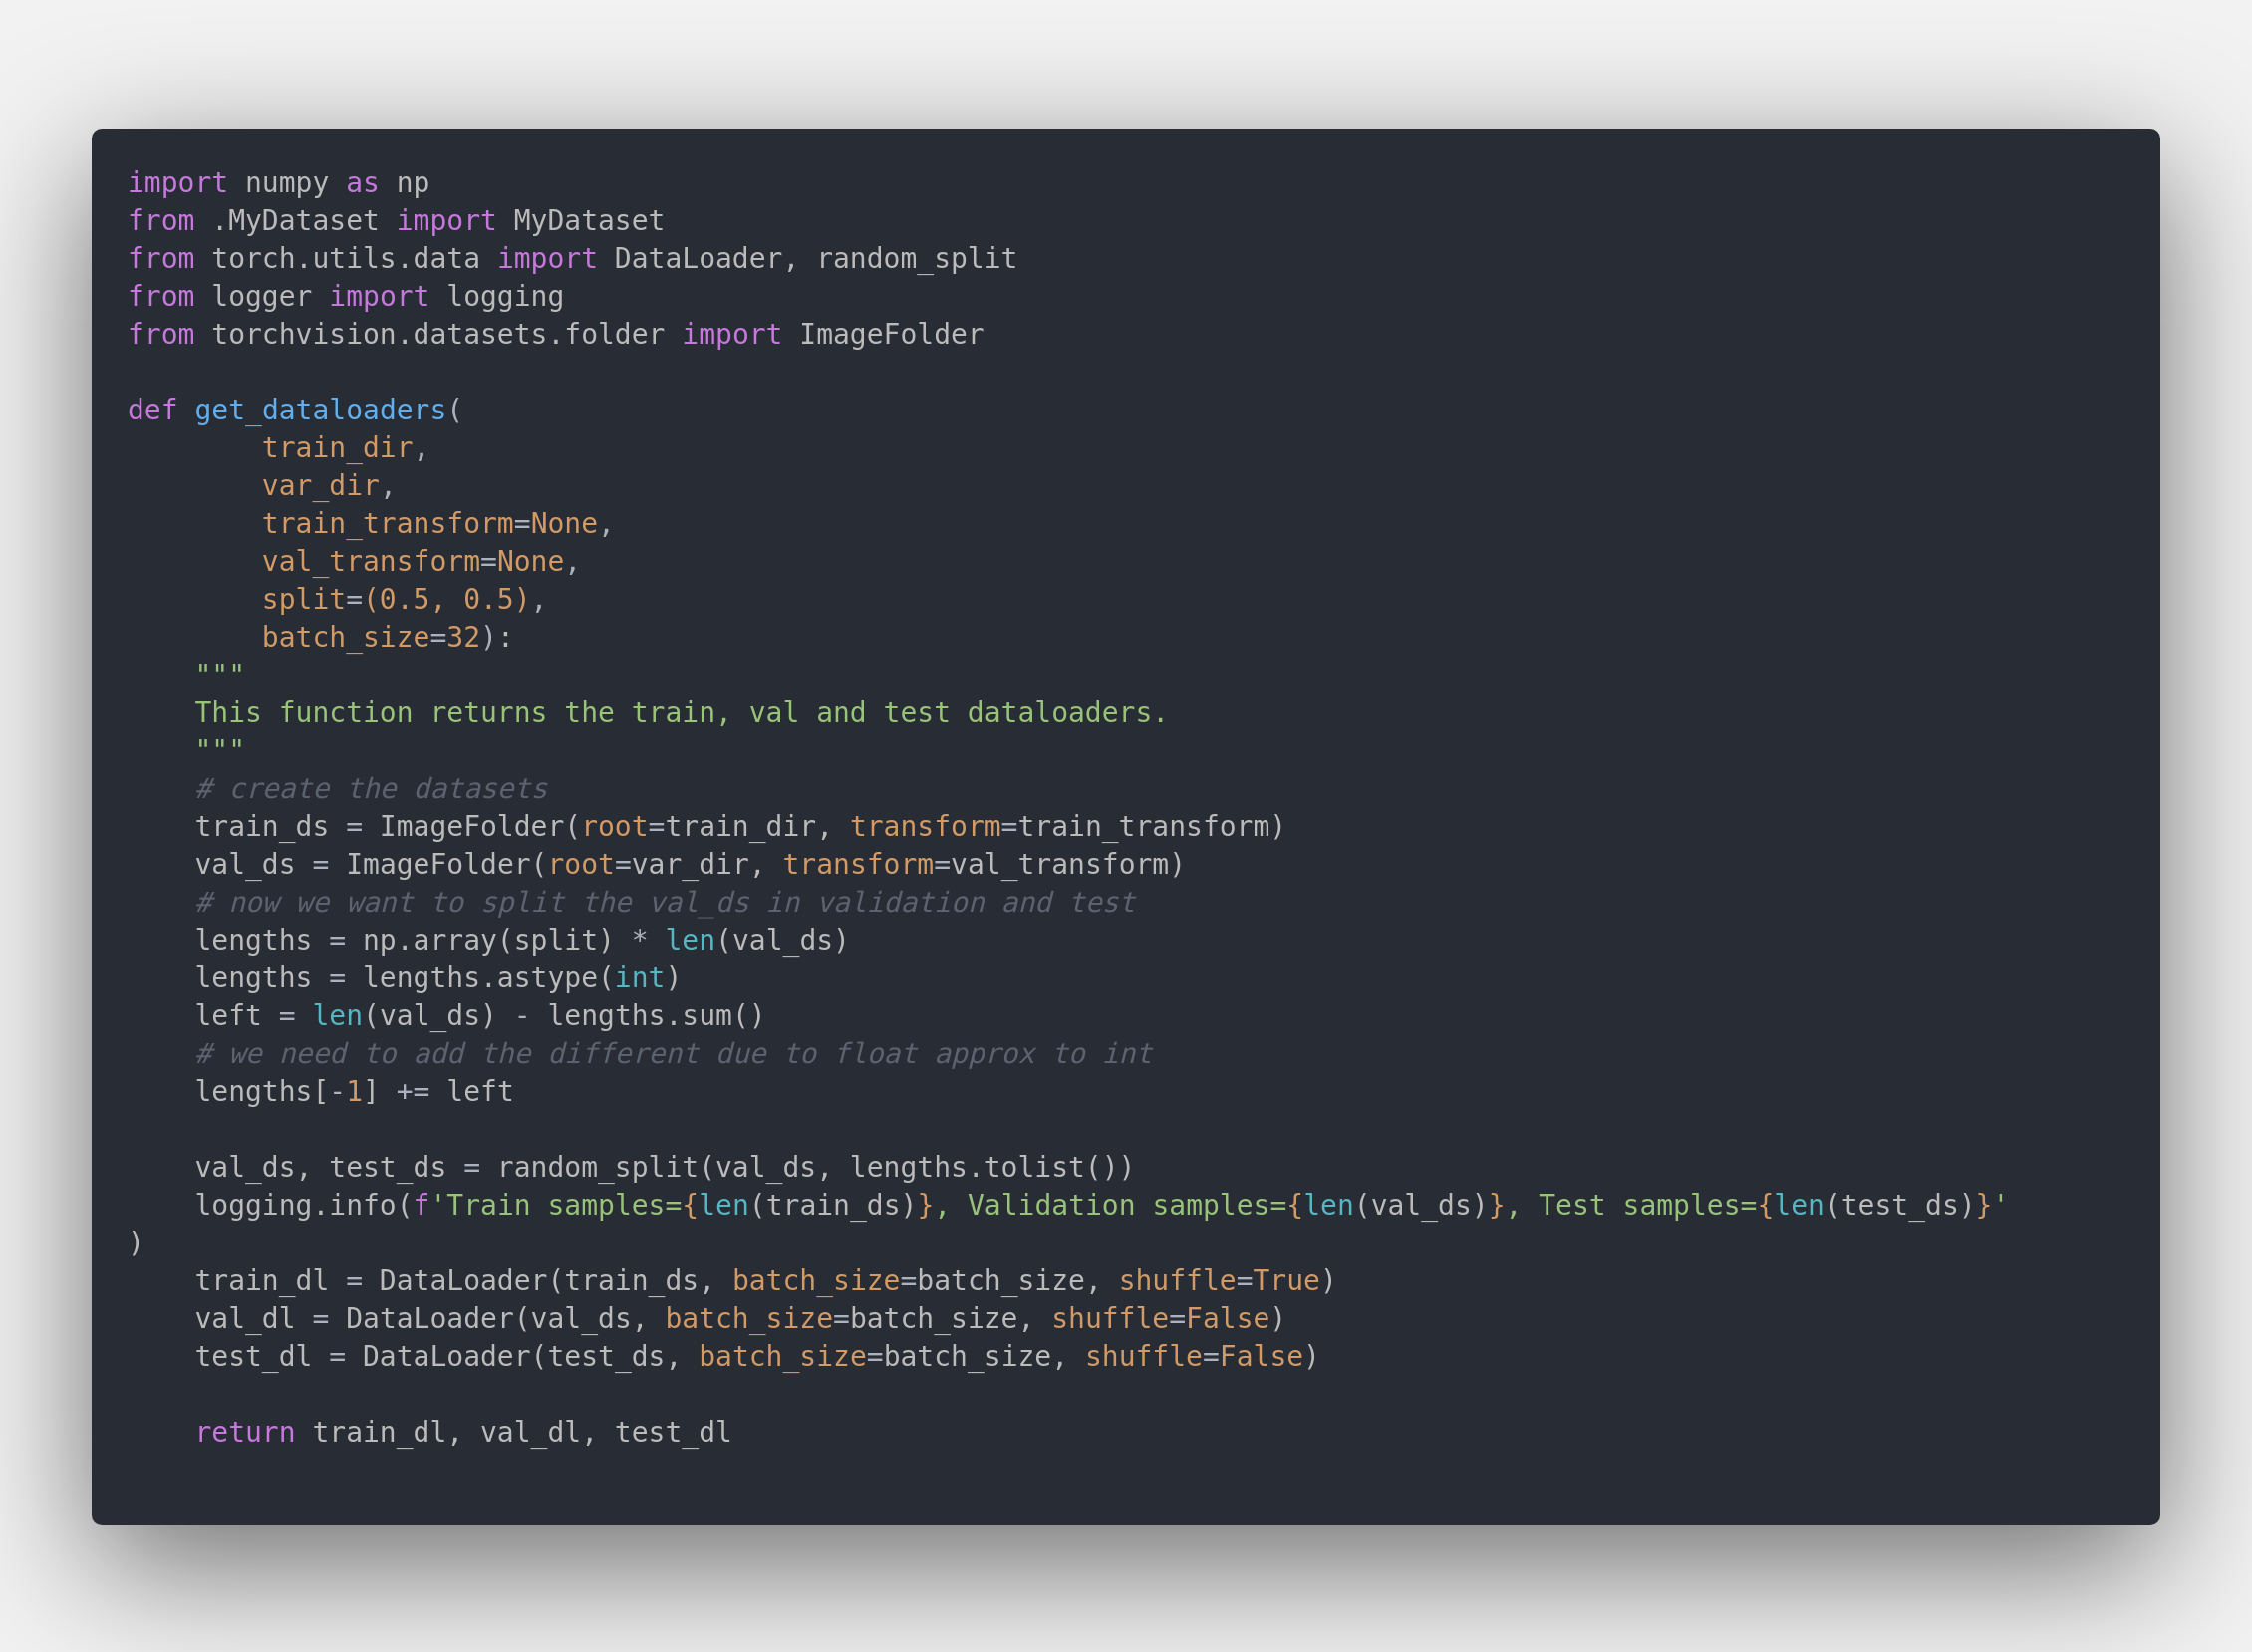 import numpy as np
from .MyDataset import MyDataset
from torch.utils.data import DataLoader, random_split
from logger import logging
from torchvision.datasets.folder import ImageFolder

def get_dataloaders(
        train_dir,
        var_dir,
        train_transform=None,
        val_transform=None,
        split=(0.5, 0.5),
        batch_size=32):
    """
    This function returns the train, val and test dataloaders.
    """
    # create the datasets
    train_ds = ImageFolder(root=train_dir, transform=train_transform)
    val_ds = ImageFolder(root=var_dir, transform=val_transform)
    # now we want to split the val_ds in validation and test
    lengths = np.array(split) * len(val_ds)
    lengths = lengths.astype(int)
    left = len(val_ds) - lengths.sum()
    # we need to add the different due to float approx to int
    lengths[-1] += left

    val_ds, test_ds = random_split(val_ds, lengths.tolist())
    logging.info(f'Train samples={len(train_ds)}, Validation samples={len(val_ds)}, Test samples={len(test_ds)}'
)
    train_dl = DataLoader(train_ds, batch_size=batch_size, shuffle=True)
    val_dl = DataLoader(val_ds, batch_size=batch_size, shuffle=False)
    test_dl = DataLoader(test_ds, batch_size=batch_size, shuffle=False)

    return train_dl, val_dl, test_dl